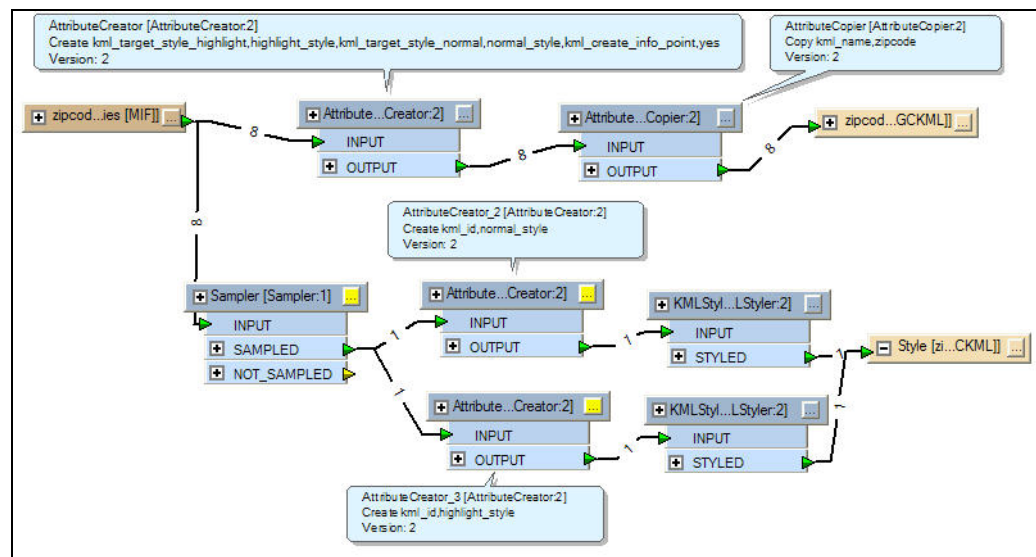 AttributeCreator [AttributeCreator:2]
Create kml_target_style_highlight,highlight_style,kml_target_style_normal,normal_style,kml_create_info_point,yes
Version: 2
AttributeCopier [AttributeCopier:2]
Copy kml_name,zipcode
Version: 2
zipcod...ies [MIF]] ...
Attribute...Creator:2] ...
INPUT
OUTPUT
Attribute...Copier:2] ...
INPUT
OUTPUT
zipcod...GCKML]] ...
8
8
8
8
AttributeCreator_2 [AttributeCreator:2]
Create kml_id,normal_style
Version: 2
Sampler [Sampler:1] ...
INPUT
SAMPLED
NOT_SAMPLED
Attribute...Creator:2] ...
INPUT
OUTPUT
KMLStyl...LStyler:2] ...
INPUT
STYLED
Style [zi...CKML]] ...
1
1
1
1
Attribute...Creator:2] ...
INPUT
OUTPUT
KMLStyl...LStyler:2] ...
INPUT
STYLED
1
1
AttributeCreator_3 [AttributeCreator:2]
Create kml_id,highlight_style
Version: 2